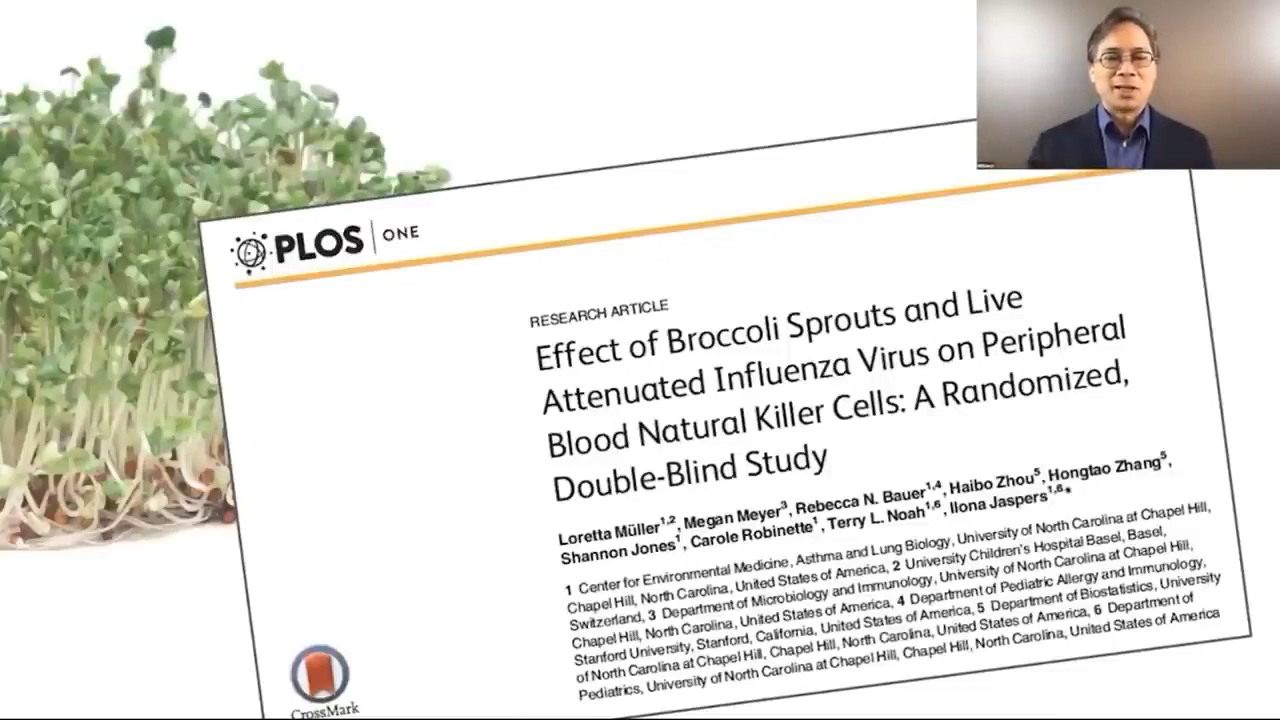 PLOS | ONE
RESEARCH ARTICLE
Effect of Broccoli Sprouts and Live
Attenuated Influenza Virus on Peripheral
Blood Natural Killer Cells: A Randomized,
Double-Blind Study
Loretta Müller1,2, Megan Meyer3, Rebecca N. Bauer1,4, Haibo Zhou5, Hongtao Zhang5,
Shannon Jones1, Carole Robinette1, Terry L. Noah1,6, Ilona Jaspers1,6*
1 Center for Environmental Medicine, Asthma and Lung Biology, University of North Carolina at Chapel Hill,
Chapel Hill, North Carolina, United States of America, 2 University Children's Hospital Basel, Basel,
Switzerland, 3 Department of Microbiology and Immunology, University of North Carolina at Chapel Hill,
Chapel Hill, North Carolina, United States of America, 4 Department of Pediatric Allergy and Immunology,
Stanford University, Stanford, California, United States of America, 5 Department of Biostatistics, University
of North Carolina at Chapel Hill, Chapel Hill, North Carolina, United States of America, 6 Department of
Pediatrics, University of North Carolina at Chapel Hill, Chapel Hill, North Carolina, United States of America
CrossMark